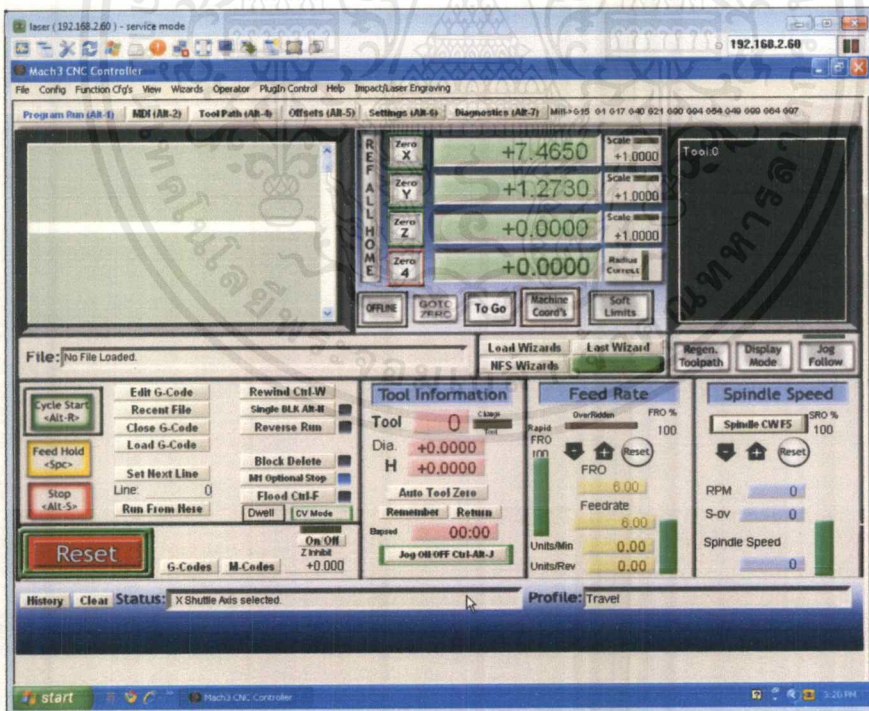 laser ( 192.168.2.60 ) - service mode
192.168.2.60
Mach3 CNC Controller
File Config Function Cfg's View Wizards Operator PlugIn Control Help Impact/Laser Engraving
Program Run (Alt-1) MDI (Alt-2) Tool Path (Alt-4) Offsets (Alt-5) Settings (Alt-6) Diagnostics (Alt-7)
REF ALL HOME
Zero X +7.4650 Scale +1.0000
Zero Y +1.2730 Scale +1.0000
Zero Z +0.0000 Scale +1.0000
Zero 4 +0.0000 Radius Correct
Tool:0
OFFLINE GOTO ZERO To Go Machine Coord's Soft Limits
File: No File Loaded.
Load Wizards Last Wizard
NFS Wizards
Regen. Toolpath Display Mode Jog Follow
Cycle Start <Alt-R>
Feed Hold <Spc>
Stop <Alt-S>
Edit G-Code
Recent File
Close G-Code
Load G-Code
Set Next Line
Line: 0
Run From Here
Rewind Ctrl-W
Single BLK Alt-N
Reverse Run
Block Delete
M1 Optional Stop
Flood Ctrl-F
Dwell CV Mode
Reset
G-Codes M-Codes
On/Off
Z Inhibit
+0.000
Tool Information
Tool 0 Change Tool
Dia. +0.0000
H +0.0000
Auto Tool Zero
Remember Return
Elapsed 00:00
Jog ON/OFF Ctrl-Alt-J
Feed Rate
OverRidden FRO %
100
Rapid FRO
100
Reset
FRO
6.00
Feedrate
6.00
Units/Min 0.00
Units/Rev 0.00
Spindle Speed
Spindle CW F5 SRO %
100
Reset
RPM 0
S-ov 0
Spindle Speed
0
History Clear Status: X Shuttle Axis selected. Profile: Travel
start Mach3 CNC Controller 3:20 PM